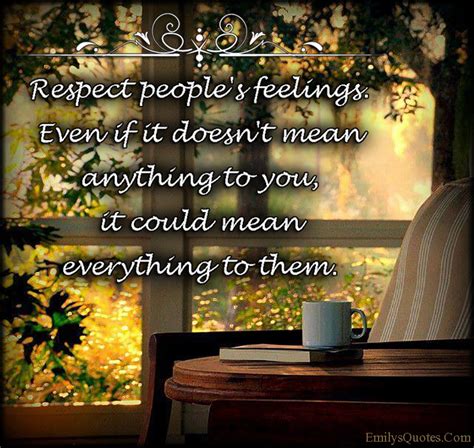 Respect people's feelings.
Even if it doesn't mean
anything to you,
it could mean
everything to them.
EmilysQuotes.Com